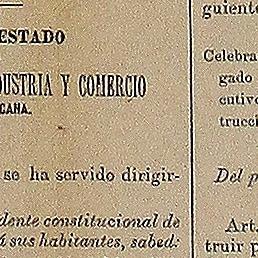 ESTADO
USTRIA Y COMERCIO
CANA.
se ha servido dirigir-
dente constitucional de
á sus habitantes, sabed:
guiente
Celebra
gado
cutivo
trucci
Del p
Art.
truir p